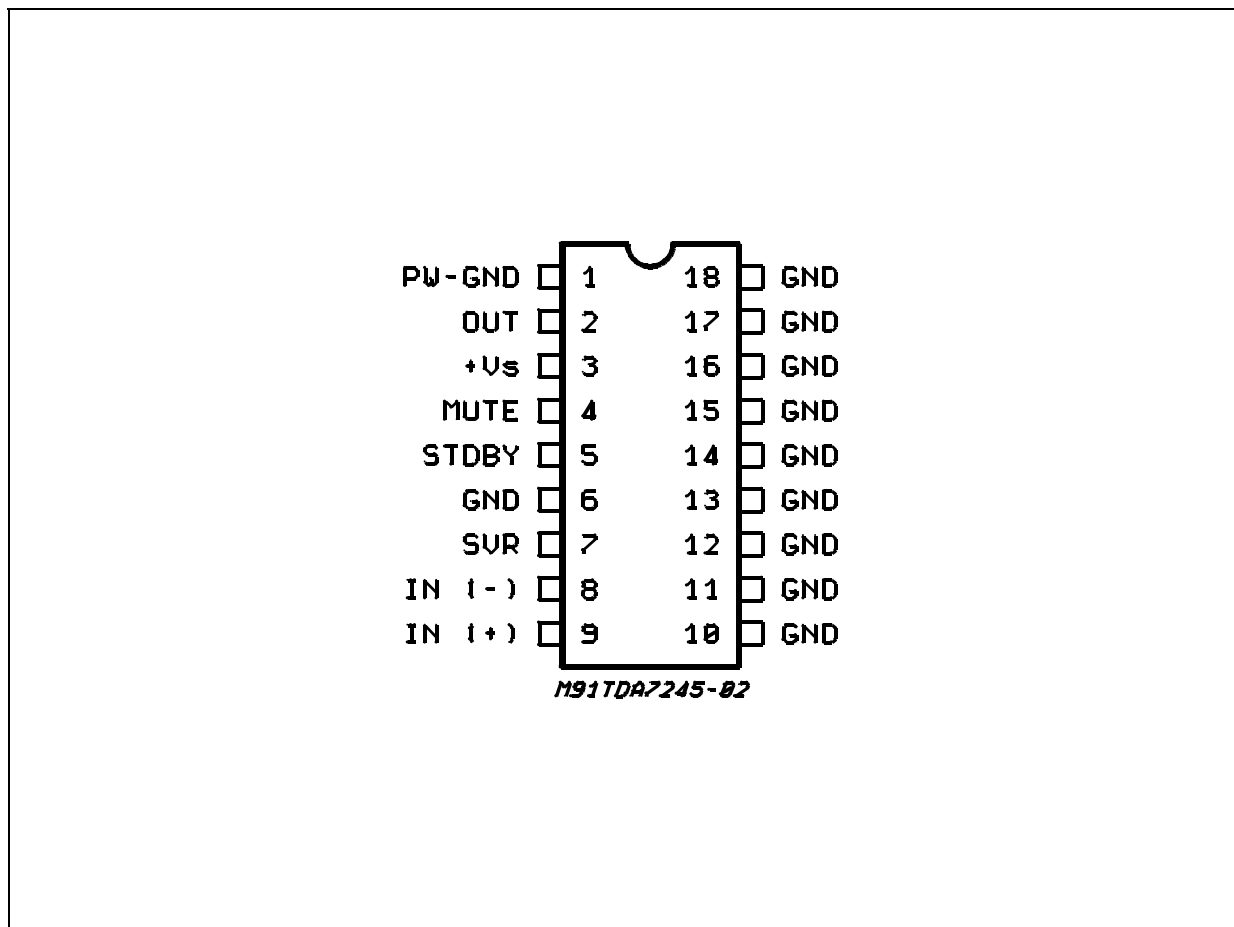 PW-GND 1 18 GND
OUT 2 17 GND
+Vs 3 16 GND
MUTE 4 15 GND
STDBY 5 14 GND
GND 6 13 GND
SVR 7 12 GND
IN (-) 8 11 GND
IN (+) 9 10 GND
M91TDA7245-02